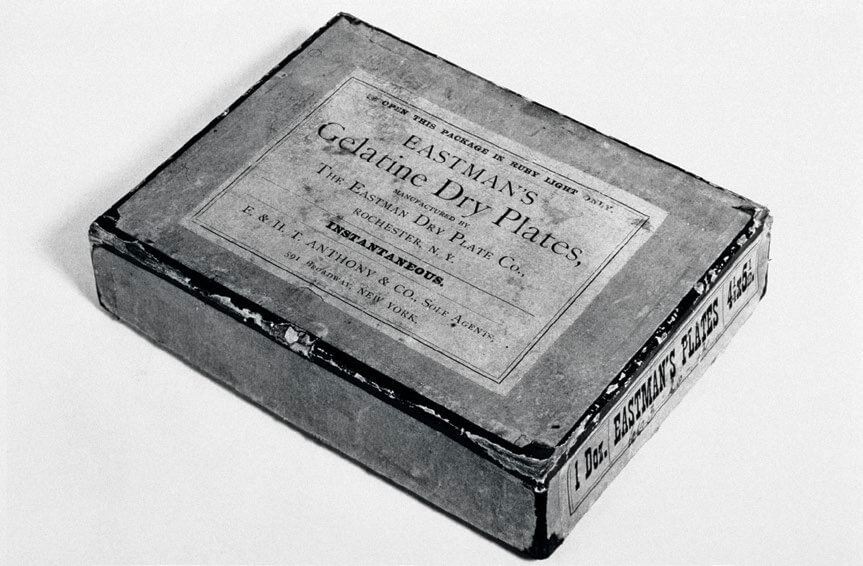 OPEN THIS PACKAGE IN RUBY LIGHT ONLY.
EASTMAN'S
Gelatine Dry Plates,
MANUFACTURED BY
THE EASTMAN DRY PLATE CO.,
ROCHESTER, N. Y.
INSTANTANEOUS.
E. & H. T. ANTHONY & CO., SOLE AGENTS,
591 BROADWAY, NEW YORK.
1 Doz. EASTMAN'S PLATES